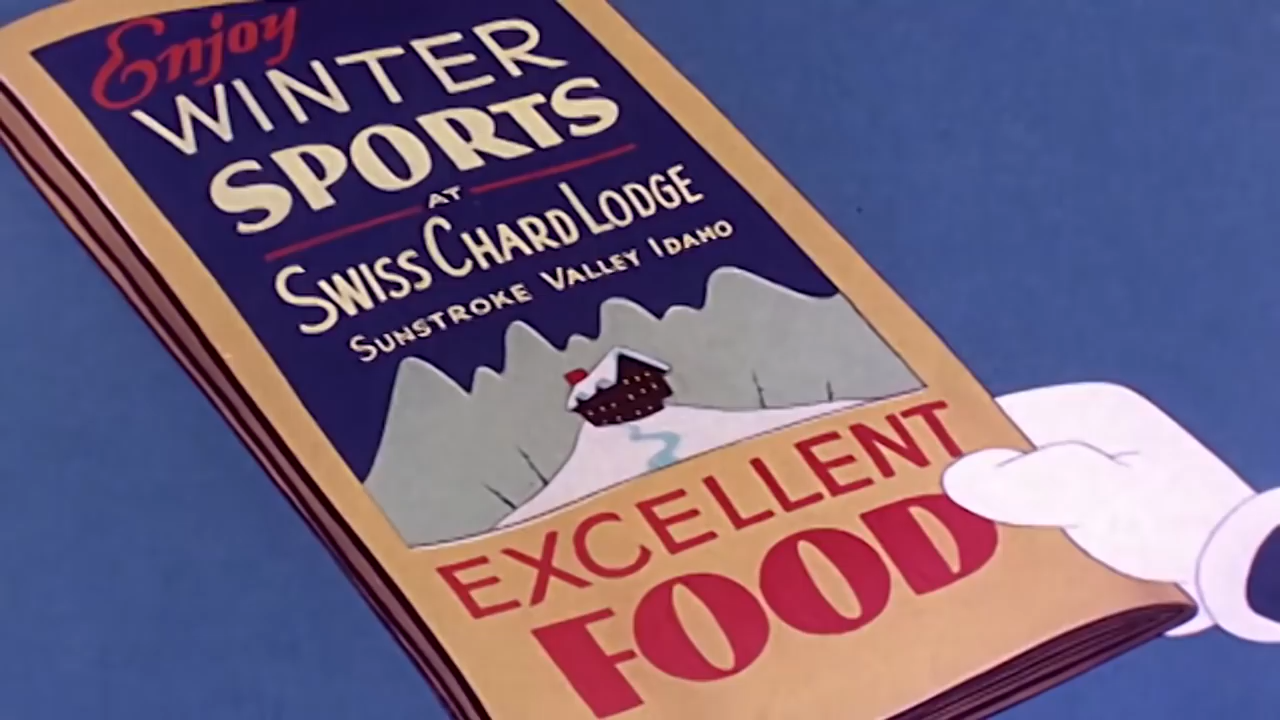 Enjoy
WINTER
SPORTS
AT
SWISS CHARD LODGE
SUNSTROKE VALLEY IDAHO
EXCELLENT
FOOD